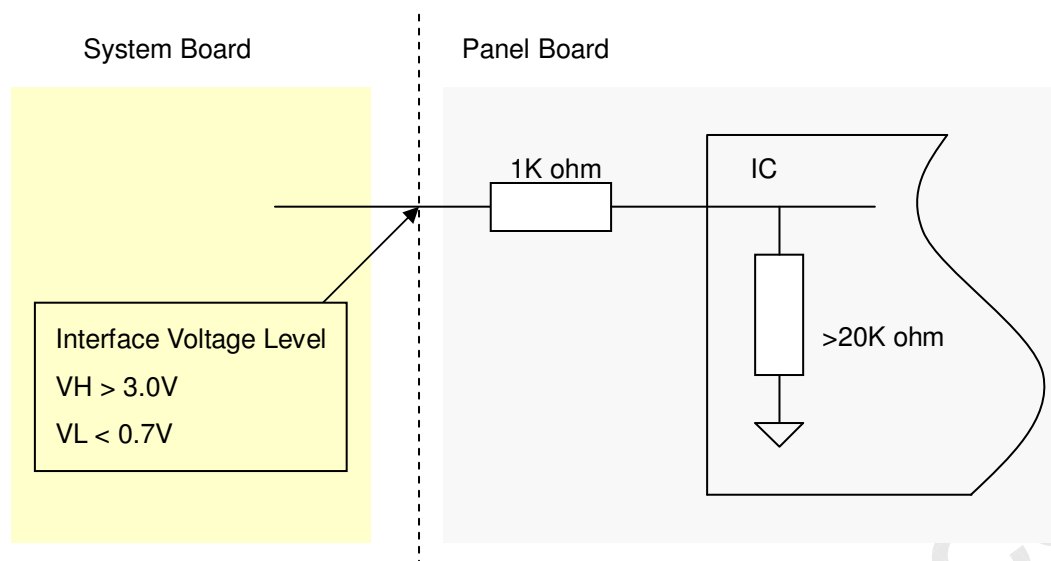 System Board
Panel Board
1K ohm
IC
Interface Voltage Level
VH > 3.0V
VL < 0.7V
>20K ohm